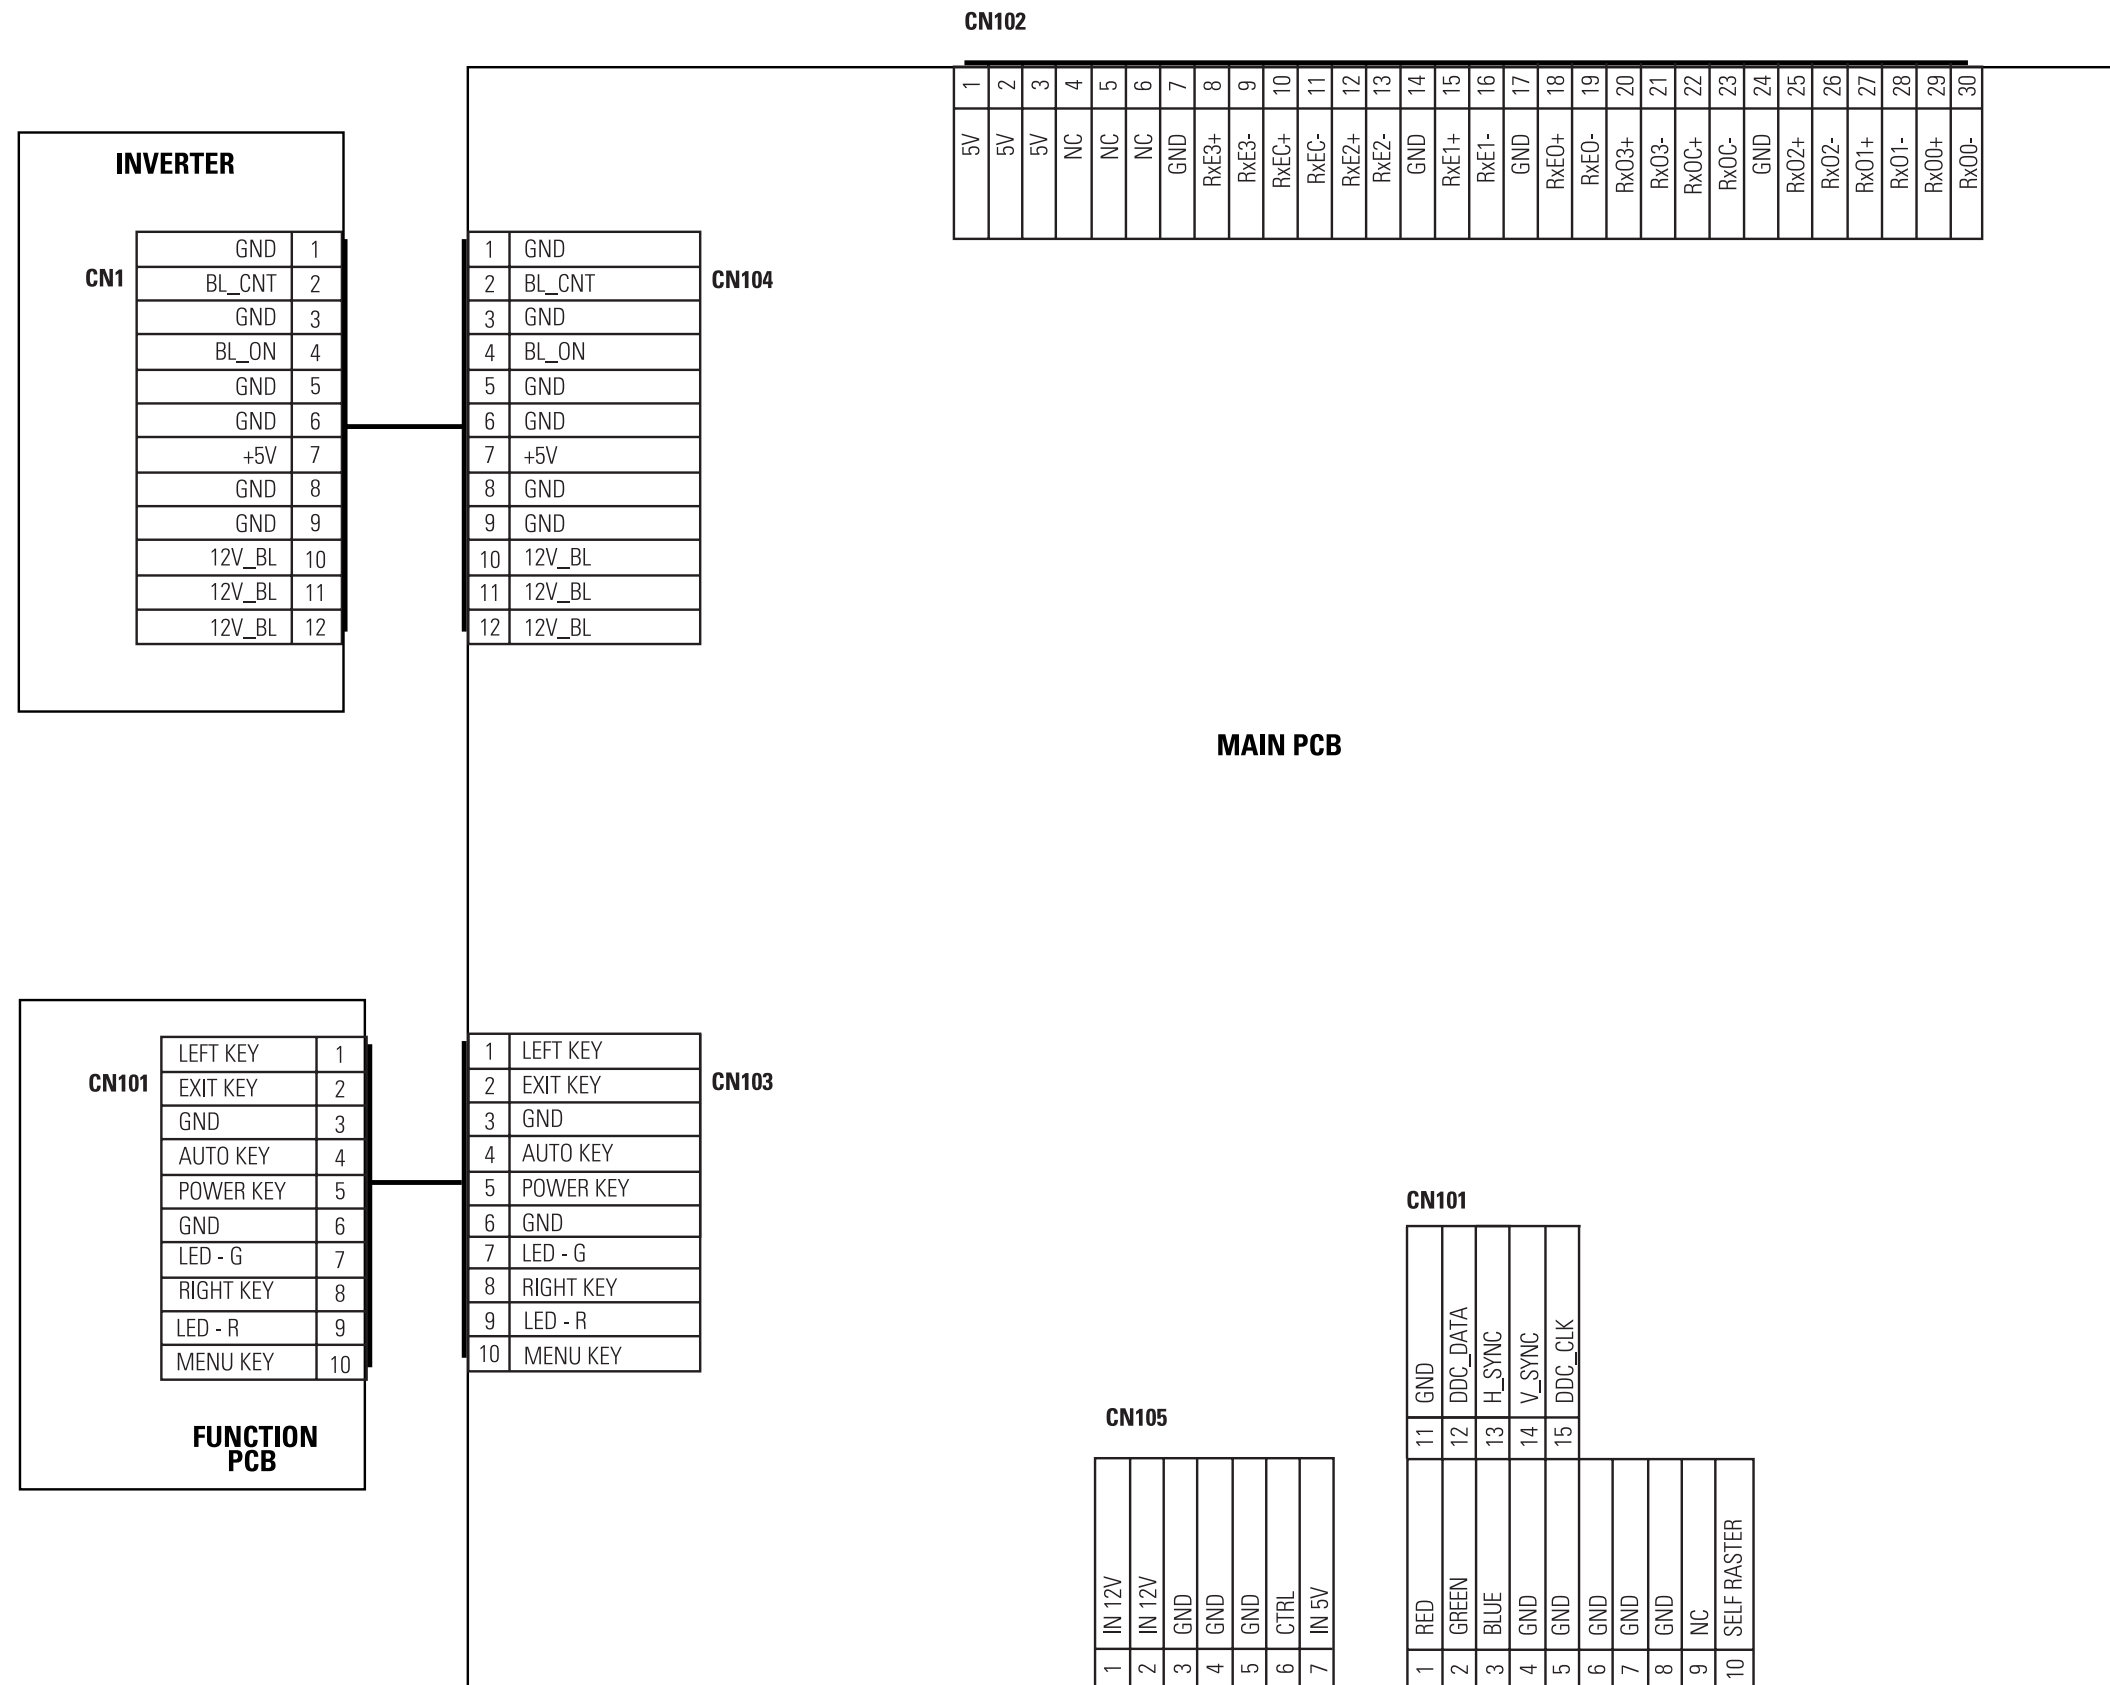 CN102
1 2 3 4 5 6 7 8 9 10 11 12 13 14 15 16 17 18 19 20 21 22 23 24 25 26 27 28 29 30
5V 5V 5V NC NC NC GND RxE3+ RxE3- RxEC+ RxEC- RxE2+ RxE2- GND RxE1+ RxE1- GND RxEO+ RxEO- RxO3+ RxO3- RxOC+ RxOC- GND RxO2+ RxO2- RxO1+ RxO1- RxO0+ RxO0-
INVERTER
CN1
GND 1
BL_CNT 2
GND 3
BL_ON 4
GND 5
GND 6
+5V 7
GND 8
GND 9
12V_BL 10
12V_BL 11
12V_BL 12
CN104
1 GND
2 BL_CNT
3 GND
4 BL_ON
5 GND
6 GND
7 +5V
8 GND
9 GND
10 12V_BL
11 12V_BL
12 12V_BL
MAIN PCB
CN101
LEFT KEY 1
EXIT KEY 2
GND 3
AUTO KEY 4
POWER KEY 5
GND 6
LED - G 7
RIGHT KEY 8
LED - R 9
MENU KEY 10
FUNCTION
PCB
CN103
1 LEFT KEY
2 EXIT KEY
3 GND
4 AUTO KEY
5 POWER KEY
6 GND
7 LED - G
8 RIGHT KEY
9 LED - R
10 MENU KEY
CN105
1 IN 12V
2 IN 12V
3 GND
4 GND
5 GND
6 CTRL
7 IN 5V
CN101
11 GND
12 DDC_DATA
13 H_SYNC
14 V_SYNC
15 DDC_CLK
1 RED
2 GREEN
3 BLUE
4 GND
5 GND
6 GND
7 GND
8 GND
9 NC
10 SELF RASTER